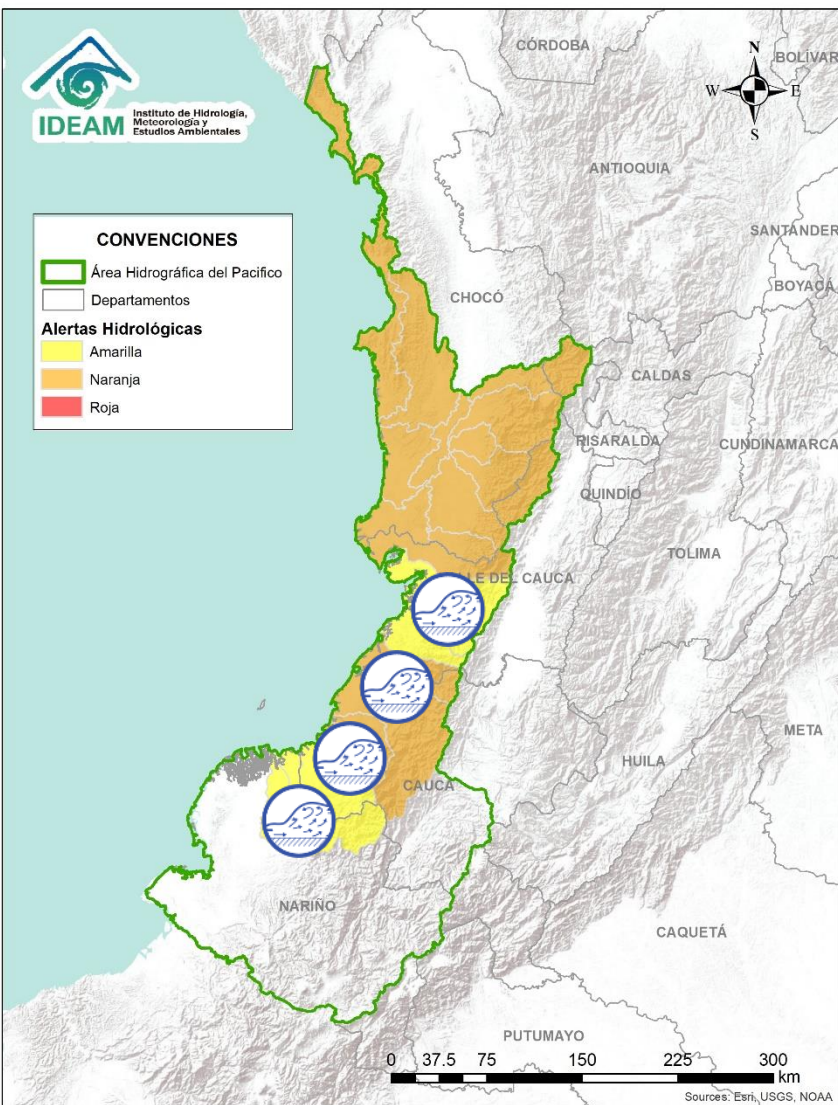 IDEAM
Instituto de Hidrología,
Meteorología y
Estudios Ambientales
CÓRDOBA
BOLÍVAR
N
W
E
S
ANTIOQUIA
SANTANDER
BOYACÁ
CONVENCIONES
Área Hidrográfica del Pacifico
Departamentos
Alertas Hidrológicas
Amarilla
Naranja
Roja
CHOCÓ
CALDAS
RISARALDA
CUNDINAMARCA
QUINDÍO
TOLIMA
LE DEL CAUCA
META
HUILA
CAUCA
NARIÑO
CAQUETÁ
PUTUMAYO
0 37.5 75 150 225 300
km
Sources: Esri, USGS, NOAA